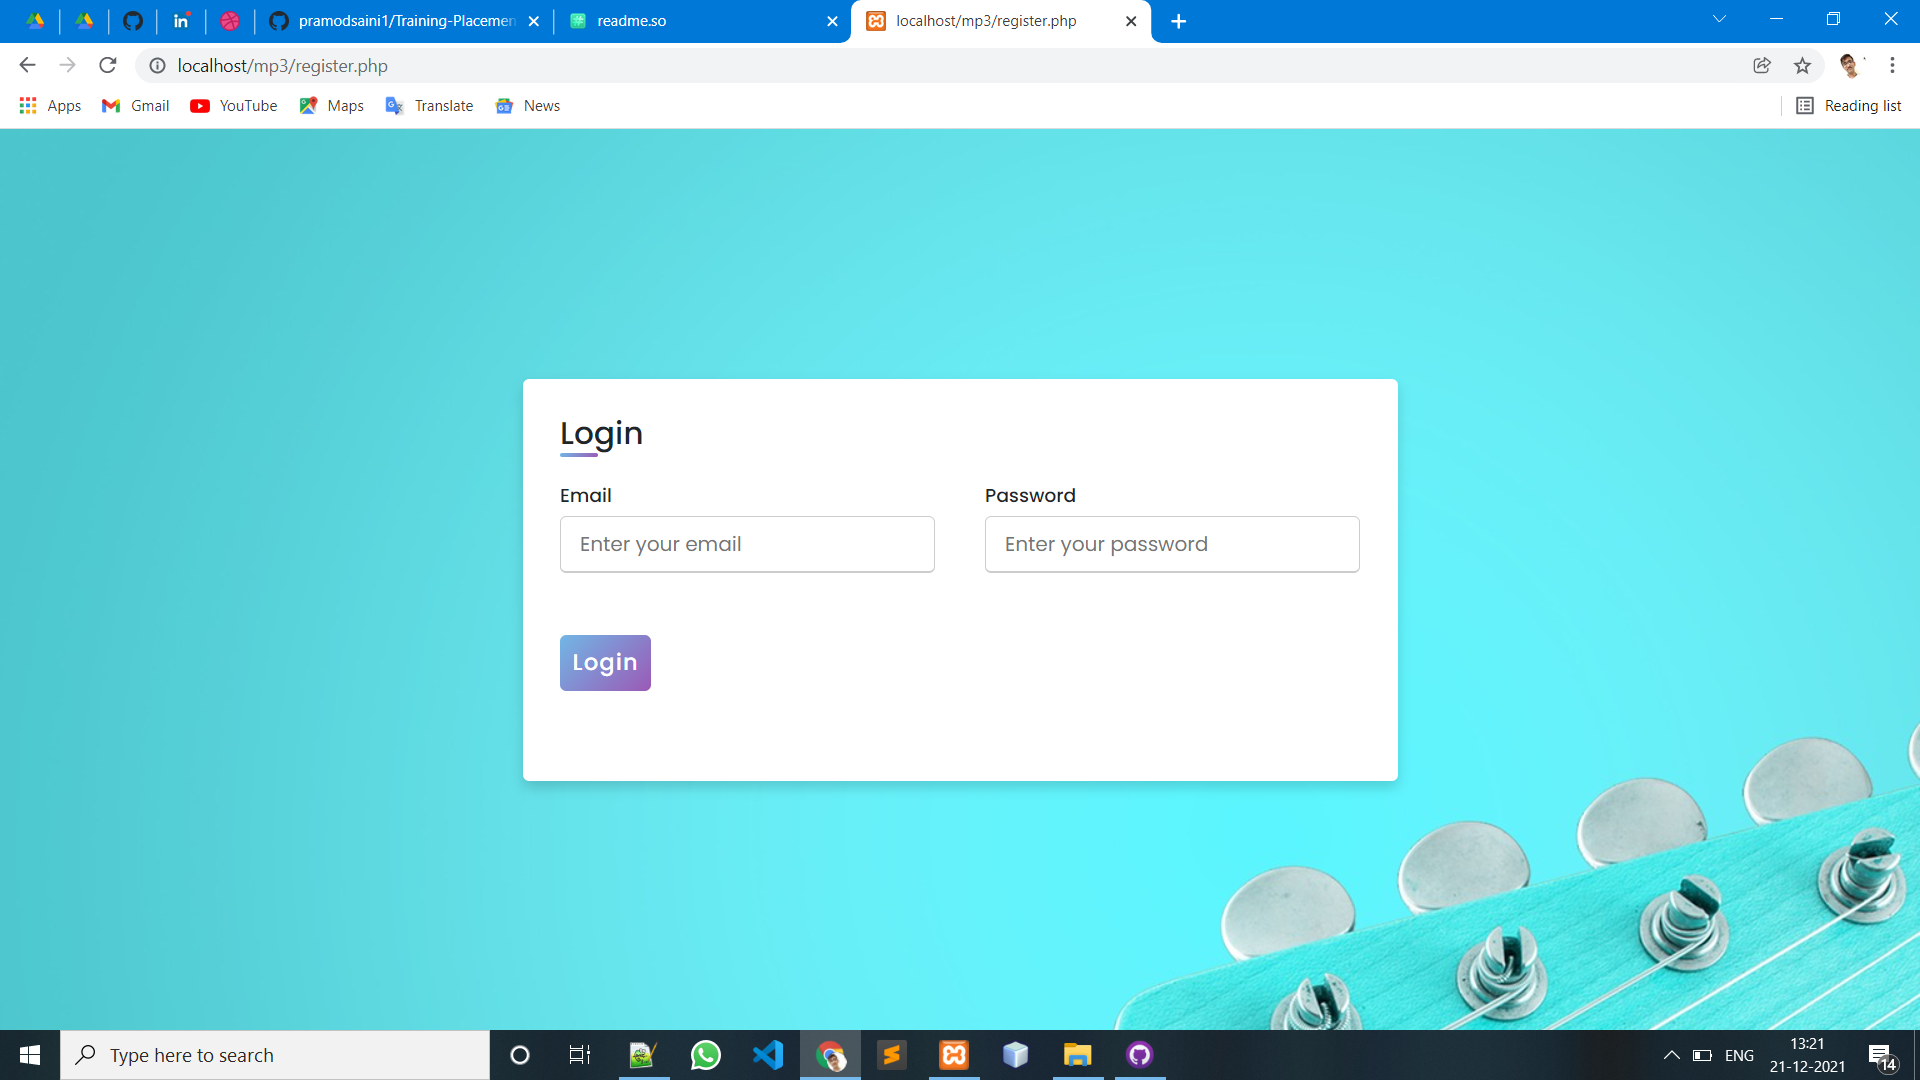 pramodsaini1/Training-Placemen
readme.so
localhost/mp3/register.php
localhost/mp3/register.php
Apps
Gmail
YouTube
Maps
Translate
News
Reading list
Login
Email
Password
Enter your email
Enter your password
Login
Type here to search
ENG
13:21
21-12-2021
14